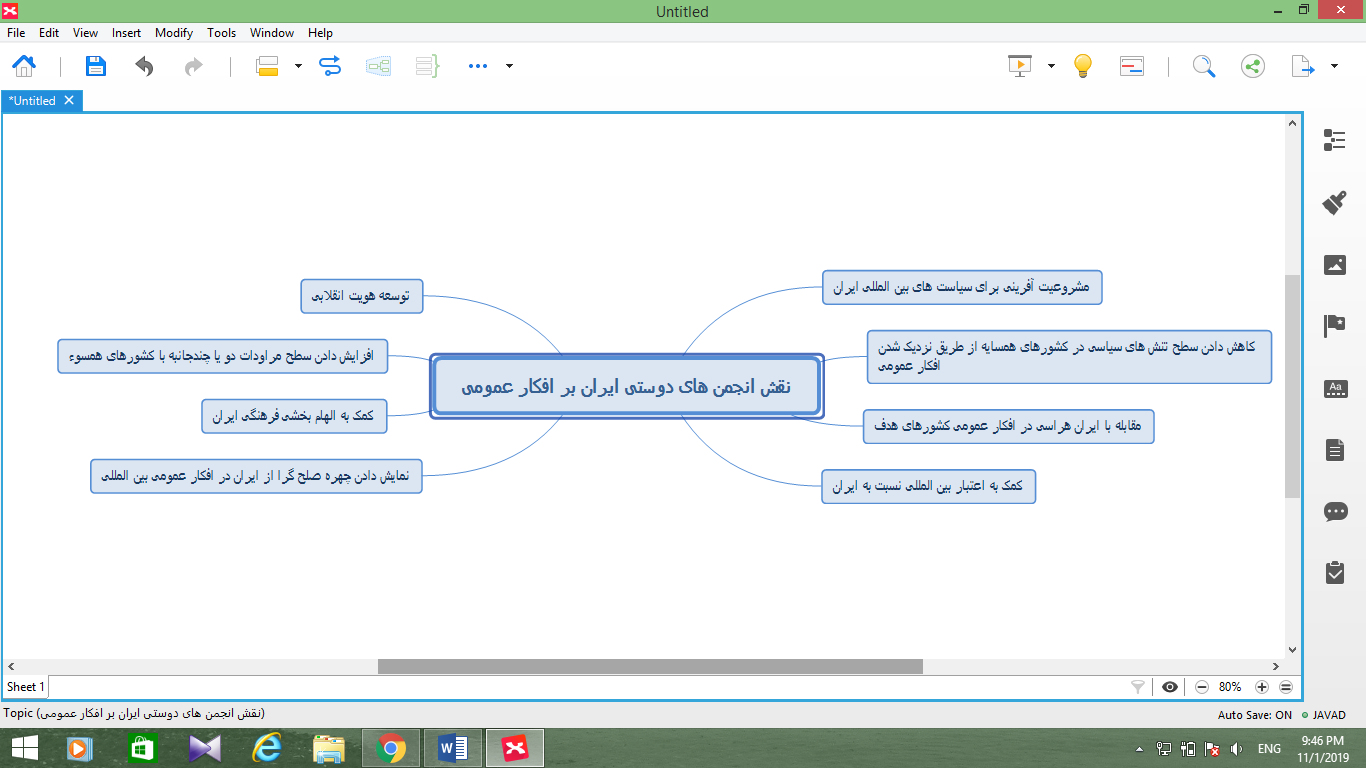 Untitled
File Edit View Insert Modify Tools Window Help
*Untitled
توسعه هویت انقلابی
افزایش دادن سطح مراودات دو یا چندجانبه با کشورهای همسوء
کمک به الهام بخشی فرهنگی ایران
نمایش دادن چهره صلح گرا از ایران در افکار عمومی بین المللی
نقش انجمن های دوستی ایران بر افکار عمومی
مشروعیت آفرینی برای سیاست های بین المللی ایران
کاهش دادن سطح تنش های سیاسی در کشورهای همسایه از طریق نزدیک شدن
افکار عمومی
مقابله با ایران هراسی در افکار عمومی کشورهای هدف
کمک به اعتبار بین المللی نسبت به ایران
Aa
Sheet 1
80%
Topic (نقش انجمن های دوستی ایران بر افکار عمومی)
Auto Save: ON JAVAD
ENG
9:46 PM
11/1/2019